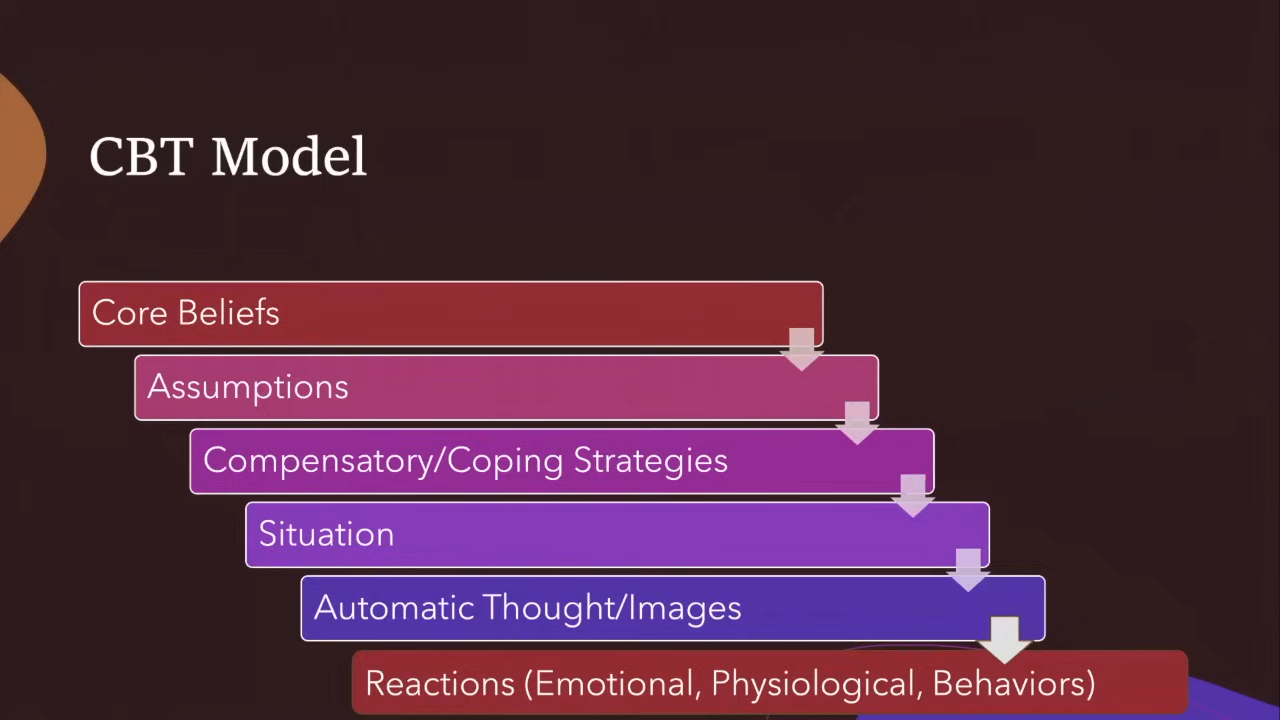 CBT Model
Core Beliefs
Assumptions
Compensatory/Coping Strategies
Situation
Automatic Thought/Images
Reactions (Emotional, Physiological, Behaviors)